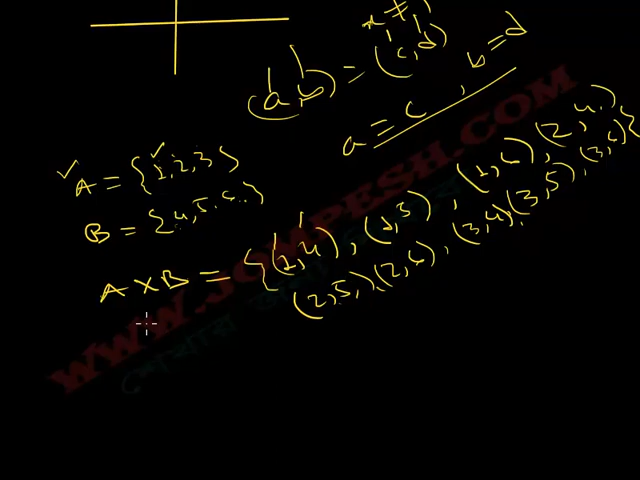 (a,b) = (c,d)
a = c , b = d
A = {1,2,3}
B = {4,5,6}
A × B = {(1,4), (1,5), (1,6), (2,4),
(2,5,),(2,6), (3,4),(3,5),(3,6)}
WWW.JOMPESH.COM